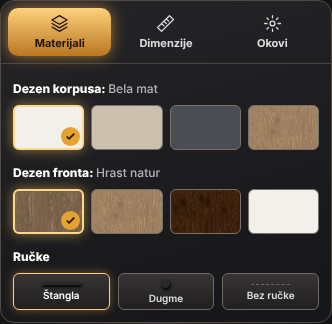 Materijali
Dimenzije
Okovi
Dezen korpusa: Bela mat
Dezen fronta: Hrast natur
Ručke
Štangla
Dugme
Bez ručke